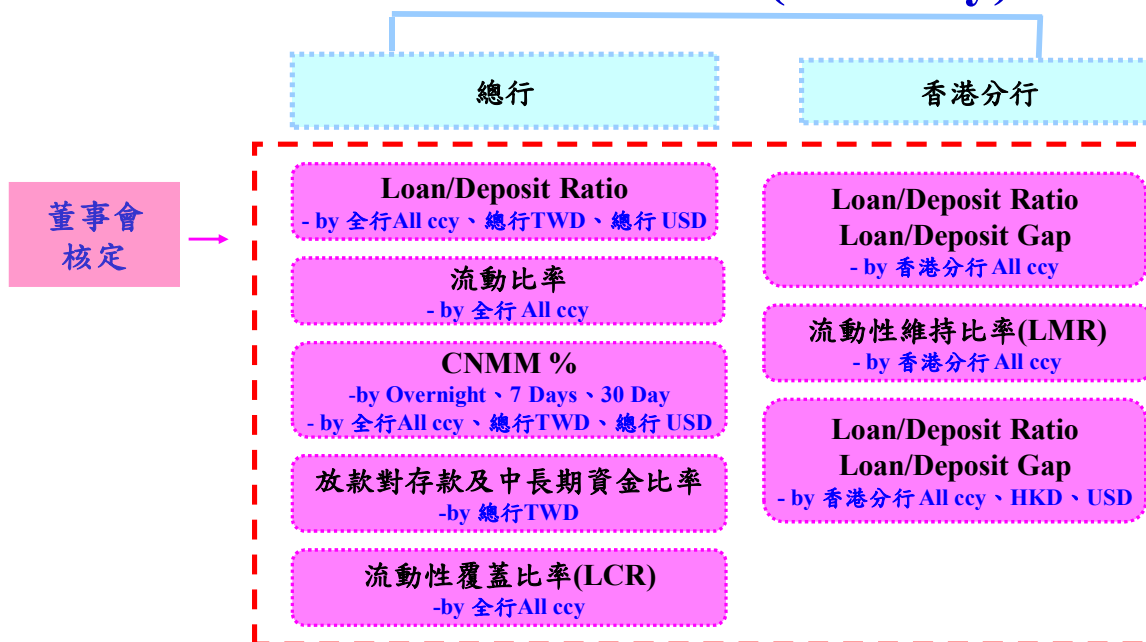 總行
香港分行
董事會
核定
Loan/Deposit Ratio
- by 全行All ccy、總行TWD、總行 USD
流動比率
- by 全行 All ccy
CNMM %
-by Overnight、7 Days、30 Day
- by 全行All ccy、總行TWD、總行 USD
放款對存款及中長期資金比率
-by 總行TWD
流動性覆蓋比率(LCR)
-by 全行All ccy
Loan/Deposit Ratio
Loan/Deposit Gap
- by 香港分行 All ccy
流動性維持比率(LMR)
- by 香港分行 All ccy
Loan/Deposit Ratio
Loan/Deposit Gap
- by 香港分行 All ccy、HKD、USD